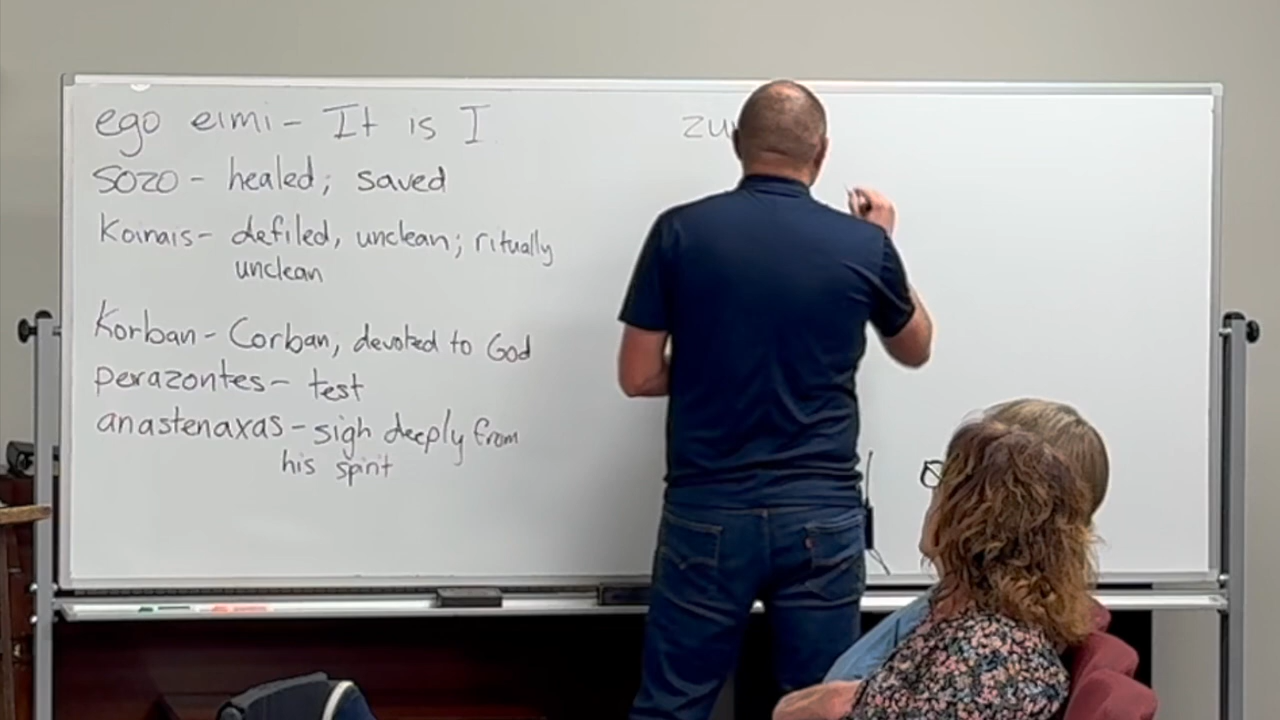 ego eimi - It is I
sozo - healed; saved
Koinais - defiled, unclean; ritually
unclean
Korban - Corban, devoted to God
perazontes - test
anastenaxas - sigh deeply from
his spirit